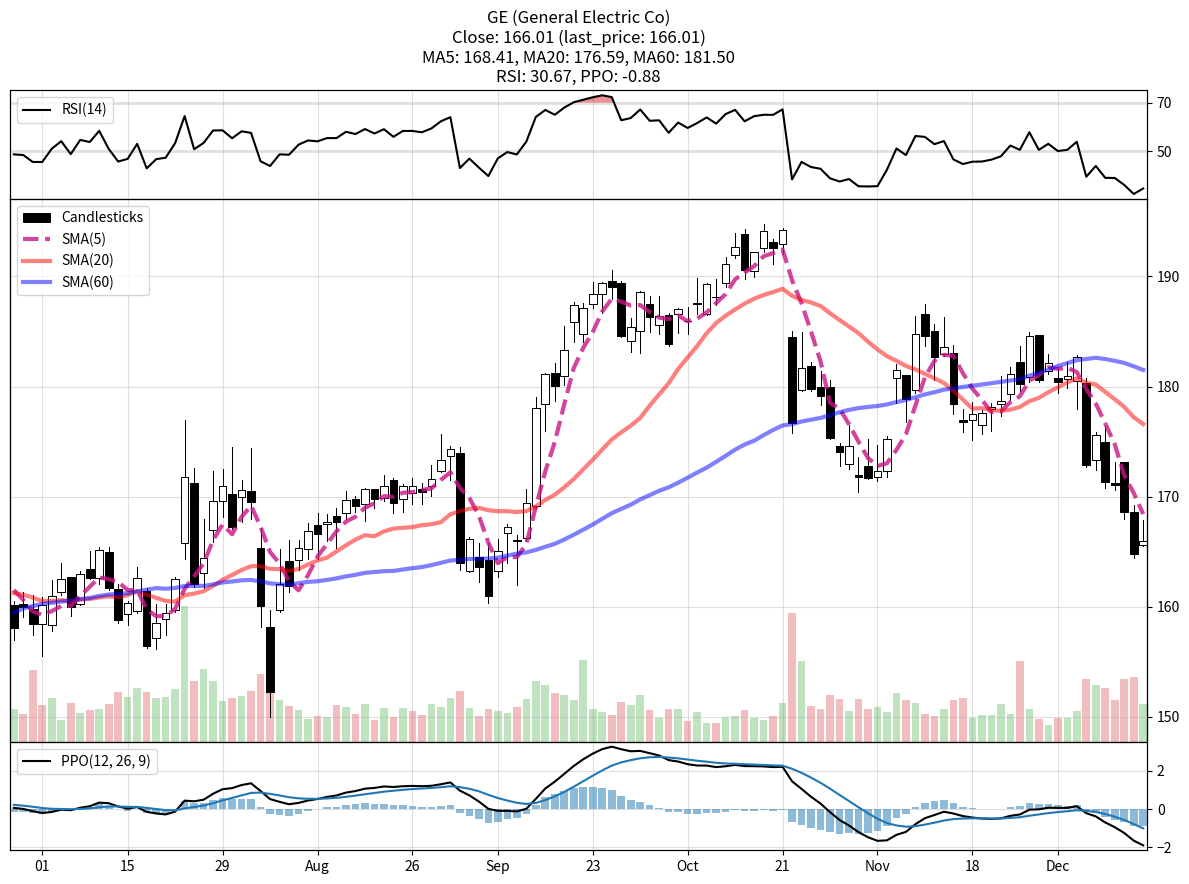 GE (General Electric Co)
Close: 166.01 (last_price: 166.01)
MA5: 168.41, MA20: 176.59, MA60: 181.50
RSI: 30.67, PPO: -0.88
RSI(14)
70
50
Candlesticks
SMA(5)
SMA(20)
SMA(60)
190
180
170
160
150
PPO(12, 26, 9)
2
0
−2
01 15 29 Aug 26 Sep 23 Oct 21 Nov 18 Dec